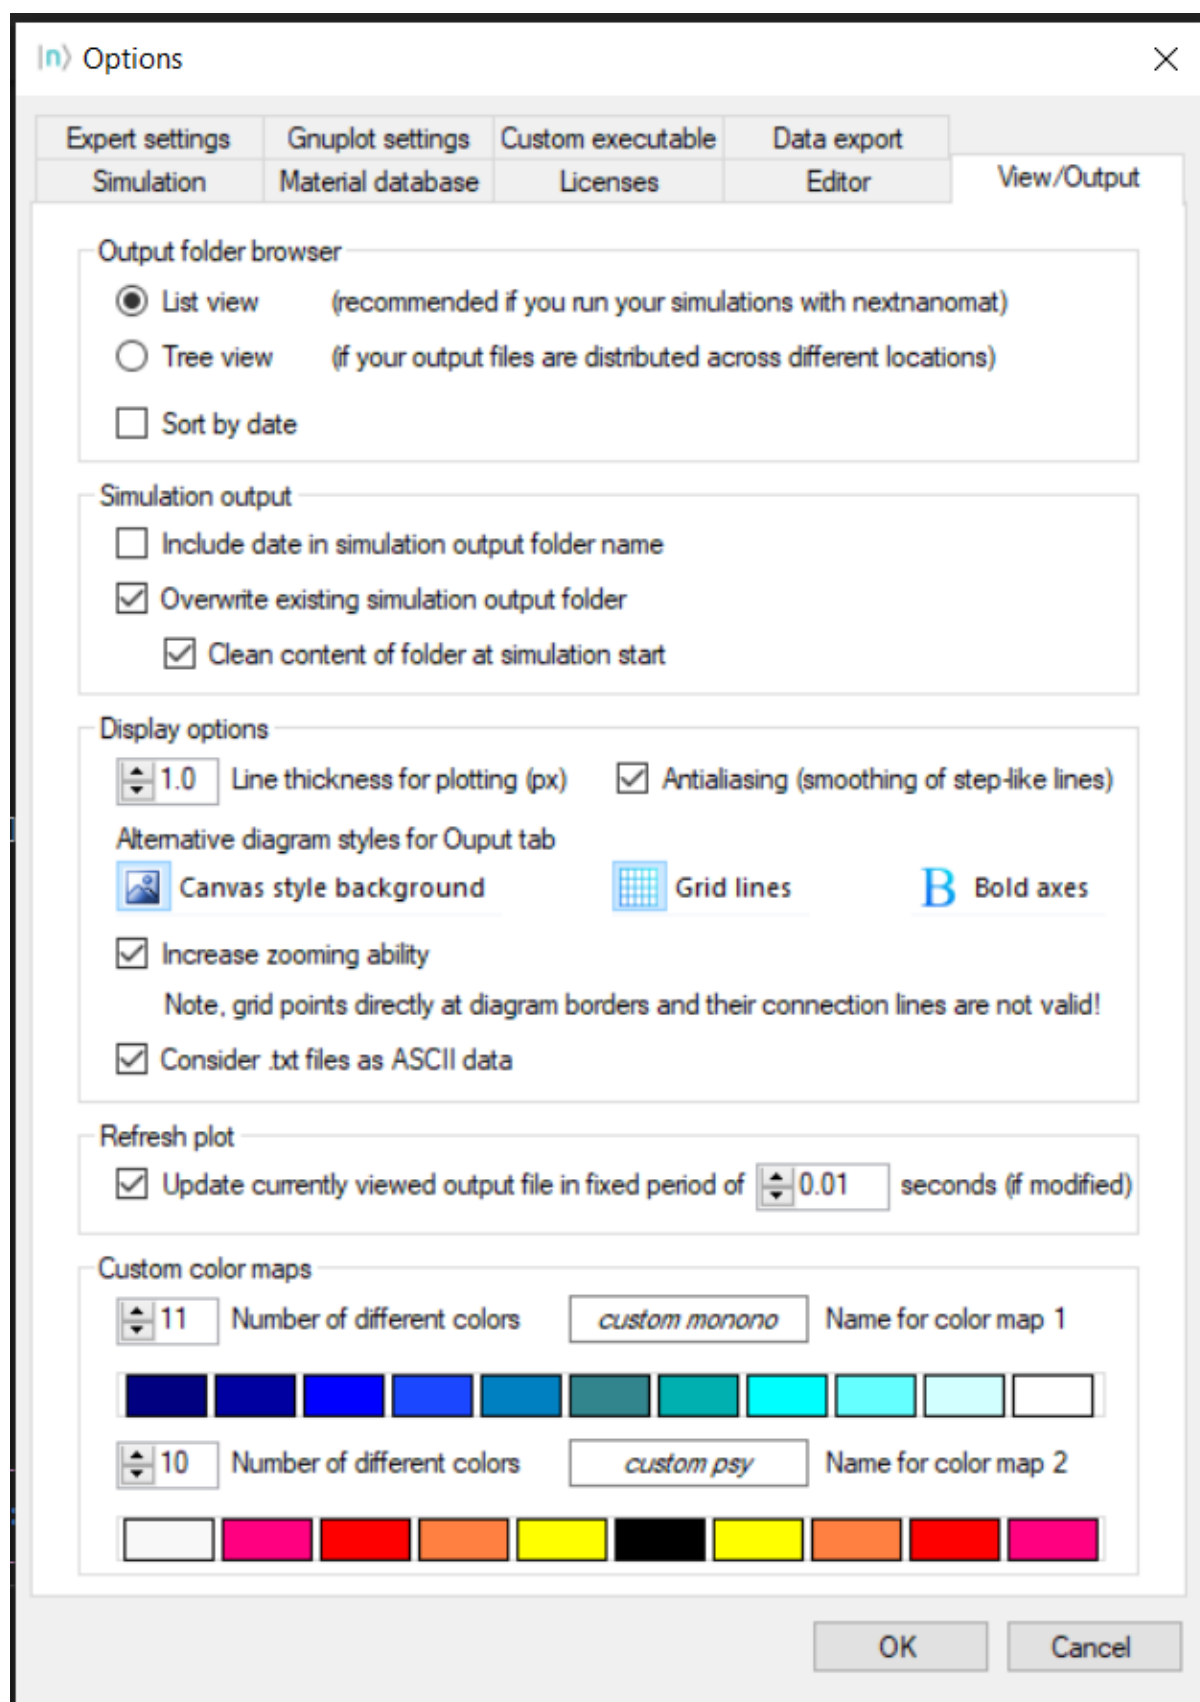 |n⟩ Options
Expert settings Gnuplot settings Custom executable Data export
Simulation Material database Licenses Editor View/Output
Output folder browser
List view (recommended if you run your simulations with nextnanomat)
Tree view (if your output files are distributed across different locations)
Sort by date
Simulation output
Include date in simulation output folder name
Overwrite existing simulation output folder
Clean content of folder at simulation start
Display options
1.0 Line thickness for plotting (px) Antialiasing (smoothing of step-like lines)
Alternative diagram styles for Ouput tab
Canvas style background Grid lines B Bold axes
Increase zooming ability
Note, grid points directly at diagram borders and their connection lines are not valid!
Consider .txt files as ASCII data
Refresh plot
Update currently viewed output file in fixed period of 0.01 seconds (if modified)
Custom color maps
11 Number of different colors custom monono Name for color map 1
10 Number of different colors custom psy Name for color map 2
OK Cancel